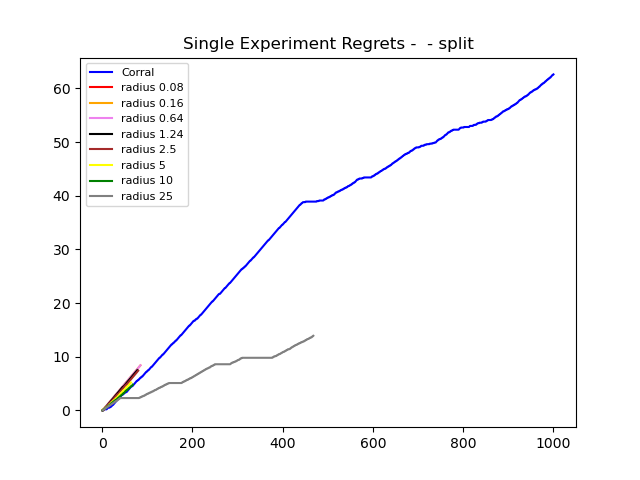 Single Experiment Regrets -  - split
Corral
radius 0.08
radius 0.16
radius 0.64
radius 1.24
radius 2.5
radius 5
radius 10
radius 25
60
50
40
30
20
10
0
0 200 400 600 800 1000